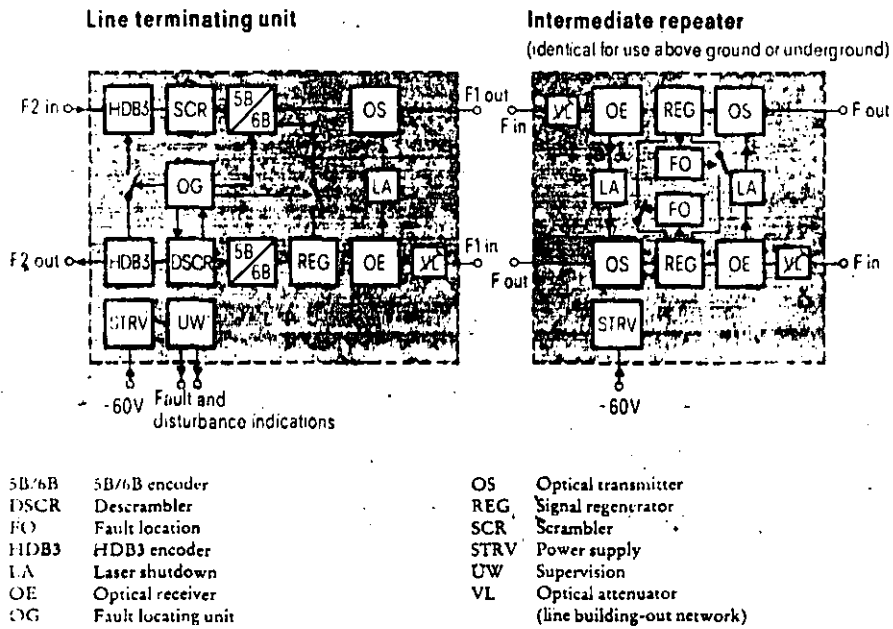 Line terminating unit
Intermediate repeater
(identical for use above ground or underground)
F2 in
HDB3
SCR
5B/6B
OS
F1 out
F in
VL
OE
REG
OS
F out
OG
LA
LA
FO
FO
LA
F2 out
HDB3
DSCR
5B/6B
REG
OE
VL
F1 in
F out
OS
REG
OE
VL
F in
STRV
UW
STRV
-60V
Fault and
disturbance indications
-60V
5B/6B 5B/6B encoder
DSCR Descrambler
FO Fault location
HDB3 HDB3 encoder
LA Laser shutdown
OE Optical receiver
OG Fault locating unit
OS Optical transmitter
REG Signal regenerator
SCR Scrambler
STRV Power supply
UW Supervision
VL Optical attenuator
(line building-out network)